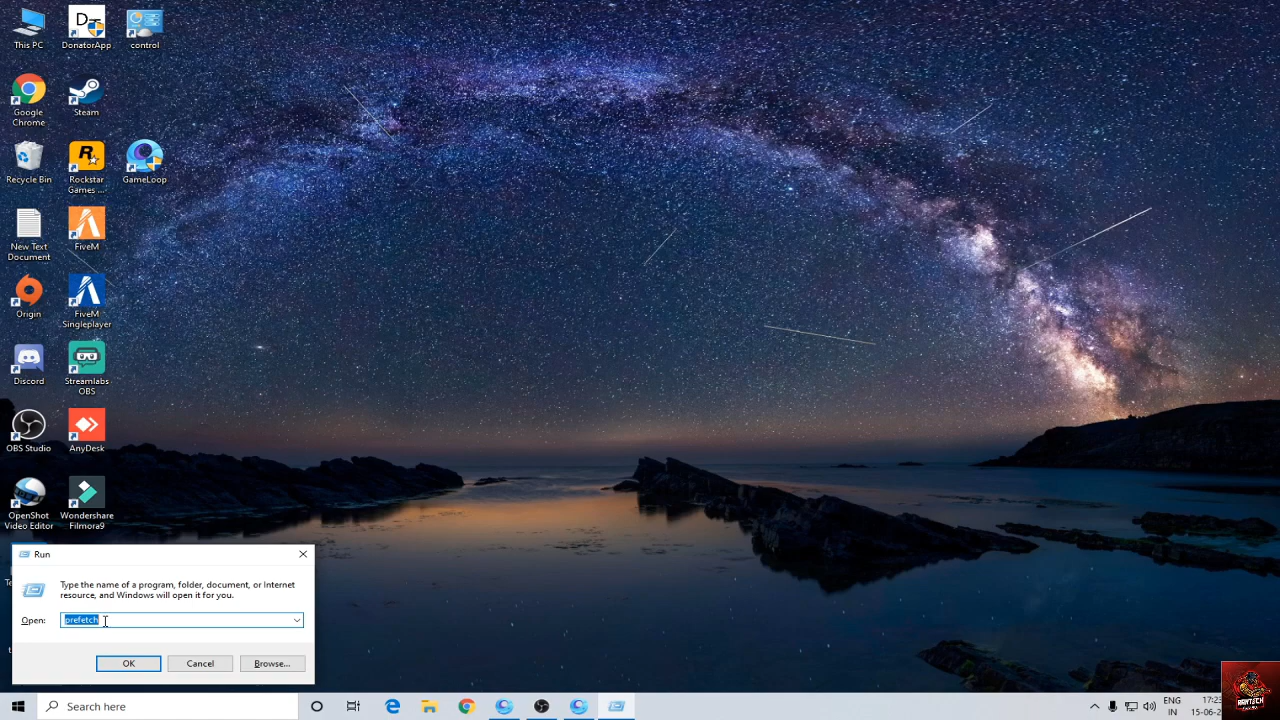 This PC
DonatorApp
control
Google
Chrome
Steam
Recycle Bin
Rockstar
Games ...
GameLoop
New Text
Document
FiveM
Origin
FiveM
Singleplayer
Discord
Streamlabs
OBS
OBS Studio
AnyDesk
OpenShot
Video Editor
Wondershare
Filmora9
Run
Type the name of a program, folder, document, or Internet
resource, and Windows will open it for you.
Open:
prefetch
OK
Cancel
Browse...
Search here
ENG
IN
17:23
15-06-2